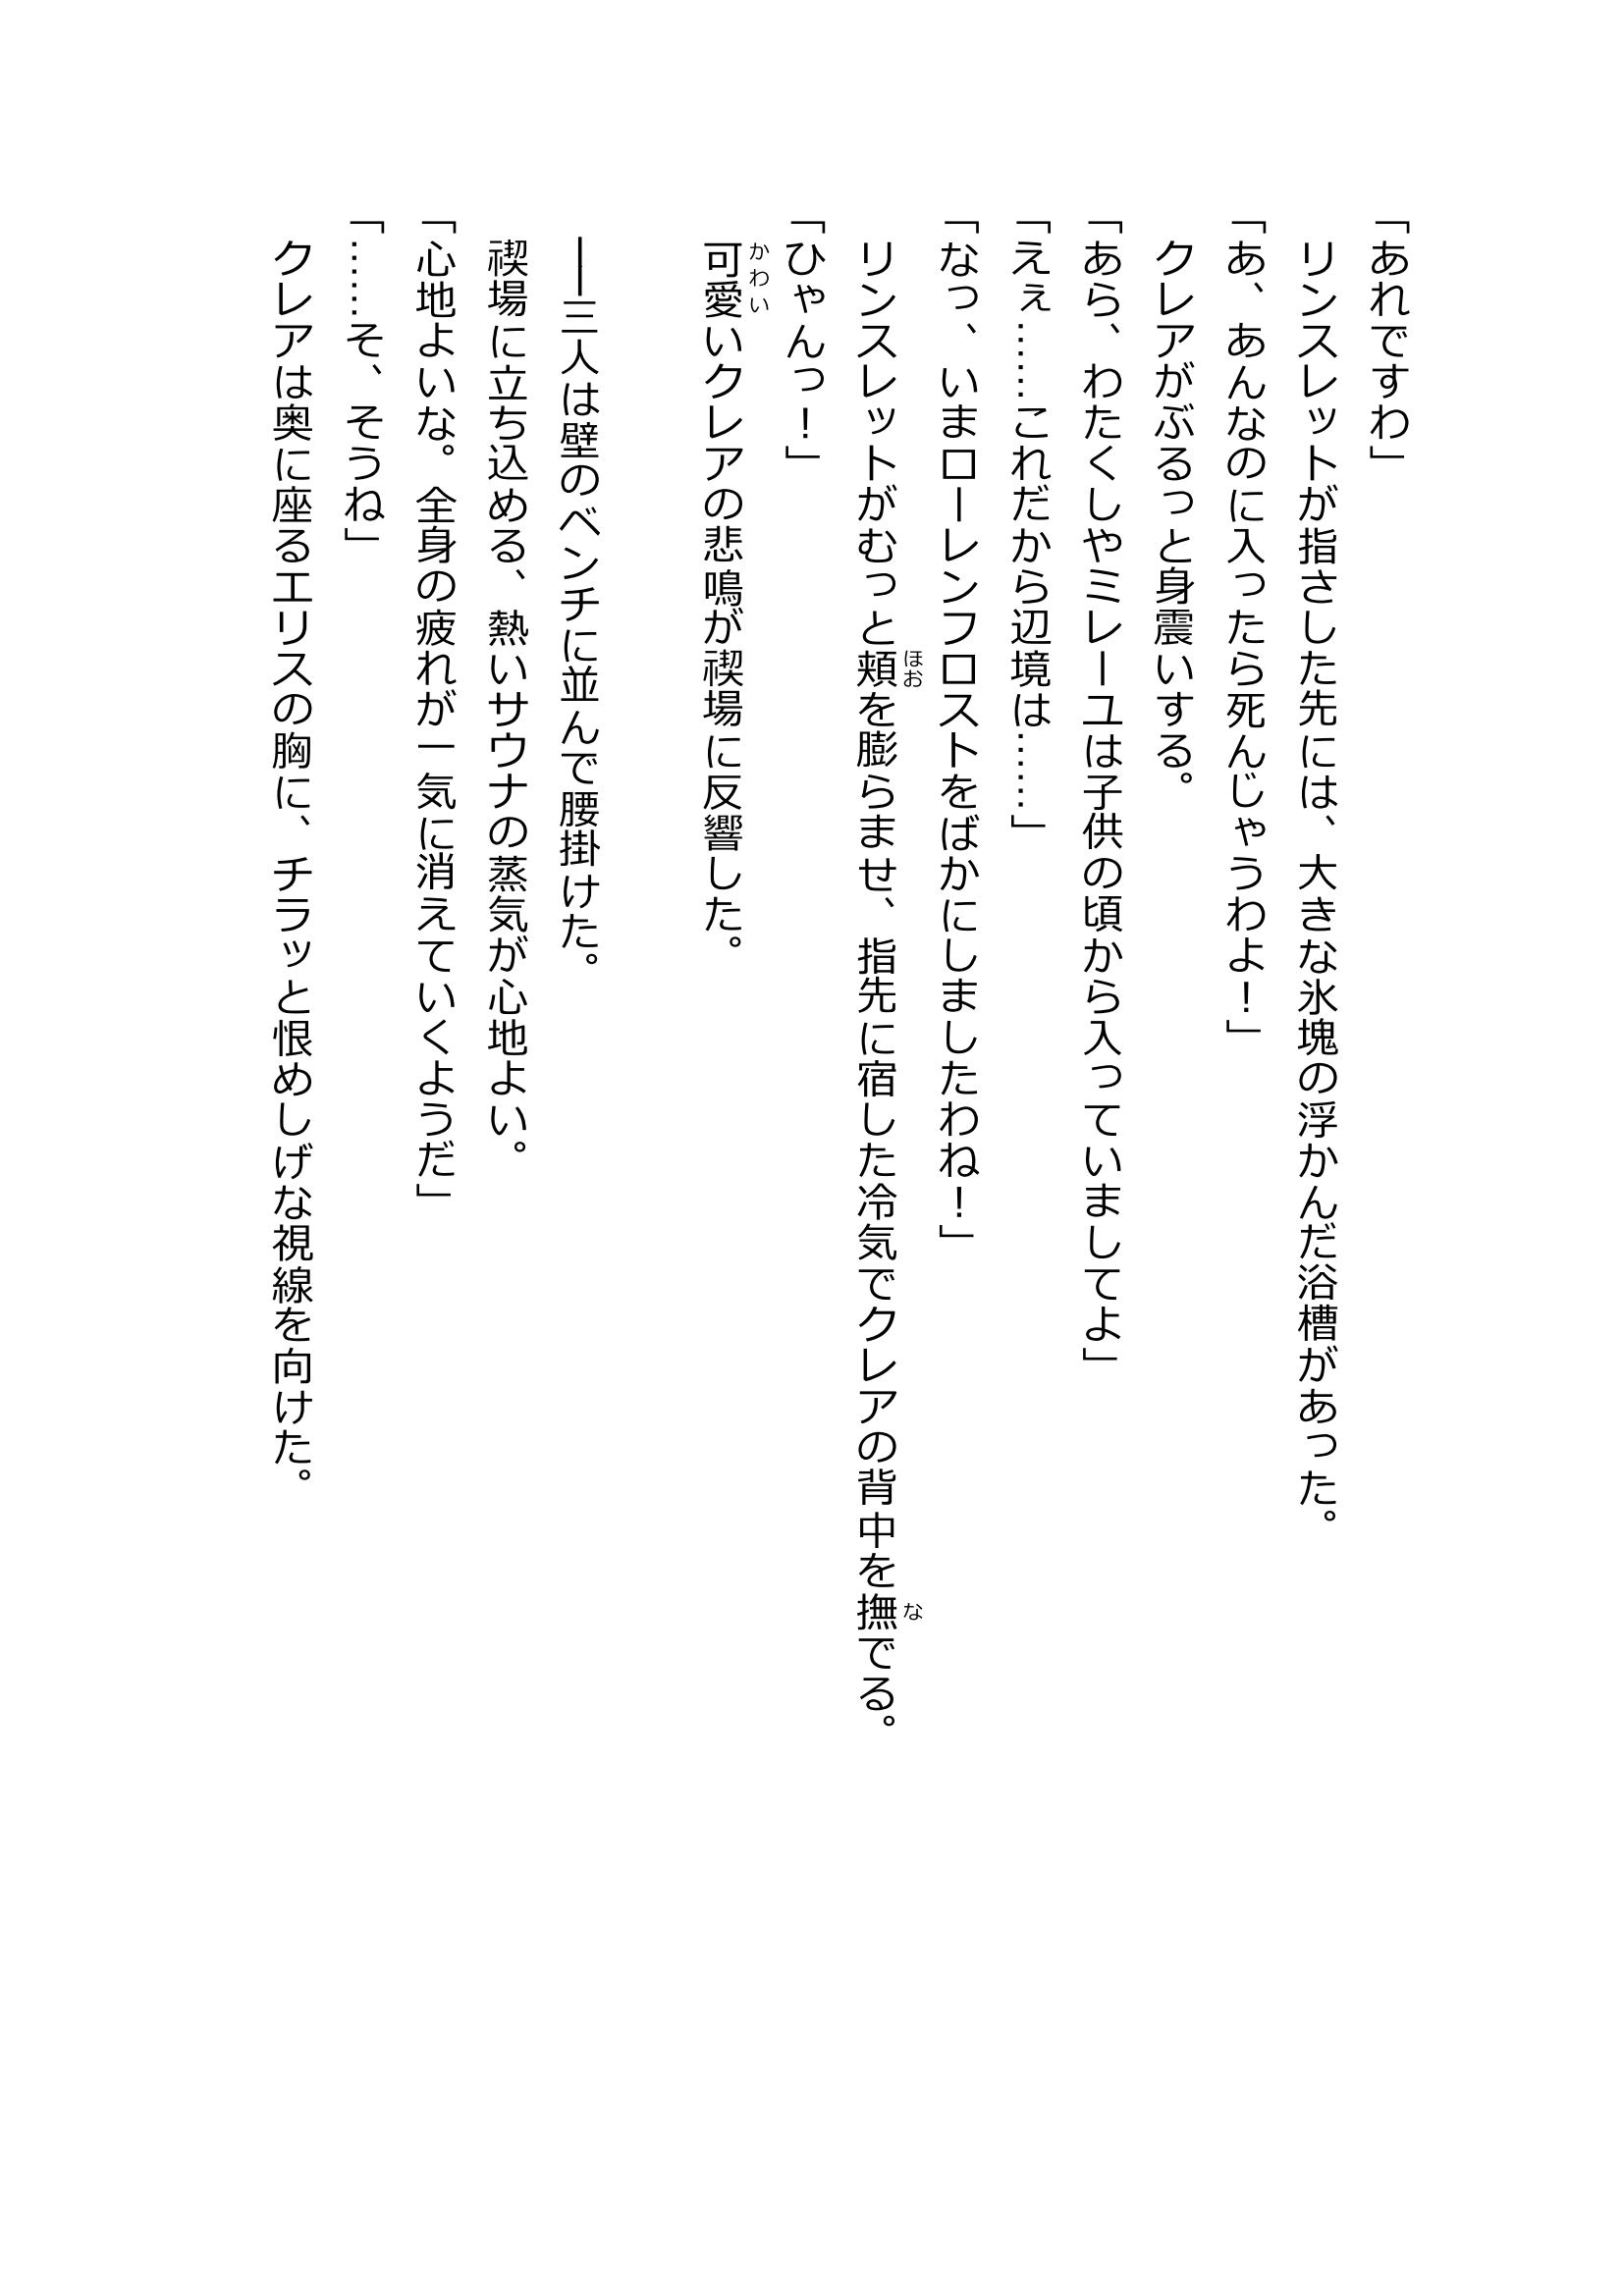 「あれですわ」
リンスレットが指さした先には、大きな氷塊の浮かんだ浴槽があった。
「あ、あんなのに入ったら死んじゃうわよ！」
クレアがぶるっと身震いする。
「あら、わたくしやミレーユは子供の頃から入っていましてよ」
「えぇ……これだから辺境は……」
「なっ、いまローレンフロストをばかにしましたわね！」
リンスレットがむっと頬を膨らませ、指先に宿した冷気でクレアの背中を撫でる。
ほお
な
「ひゃんっ！」
可愛いクレアの悲鳴が禊場に反響した。
かわい
――三人は壁のベンチに並んで腰掛けた。
禊場に立ち込める、熱いサウナの蒸気が心地よい。
「心地よいな。全身の疲れが一気に消えていくようだ」
「……そ、そうね」
クレアは奥に座るエリスの胸に、チラッと恨めしげな視線を向けた。